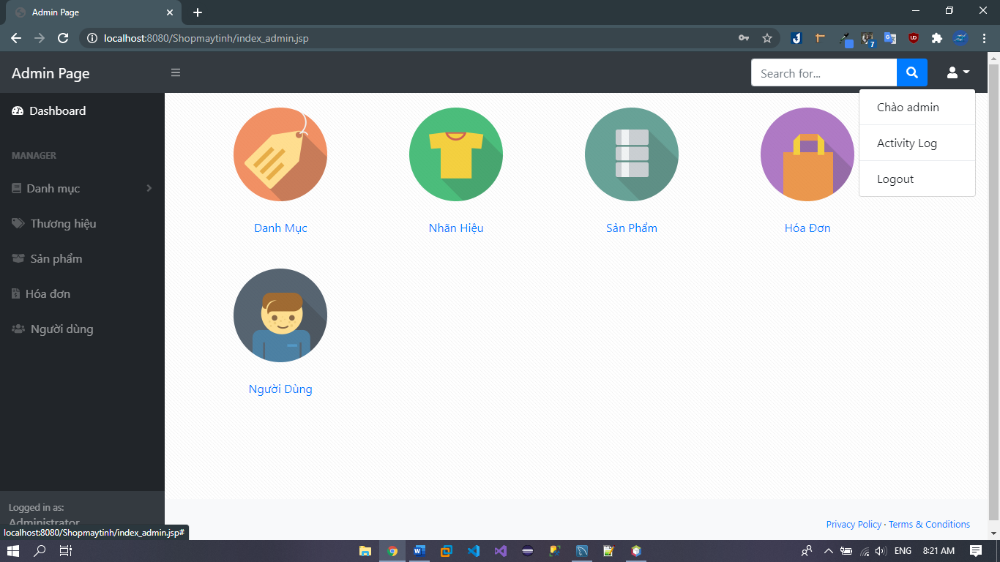 Admin Page
localhost:8080/Shopmaytinh/index_admin.jsp
7
Admin Page
Search for...
Dashboard
Chào admin
Activity Log
Logout
MANAGER
Danh mục
Thương hiệu
Sản phẩm
Hóa đơn
Người dùng
Danh Mục
Nhãn Hiệu
Sản Phẩm
Hóa Đơn
Người Dùng
Logged in as:
Administrator
Privacy Policy · Terms & Conditions
localhost:8080/Shopmaytinh/index_admin.jsp#
ENG
8:21 AM